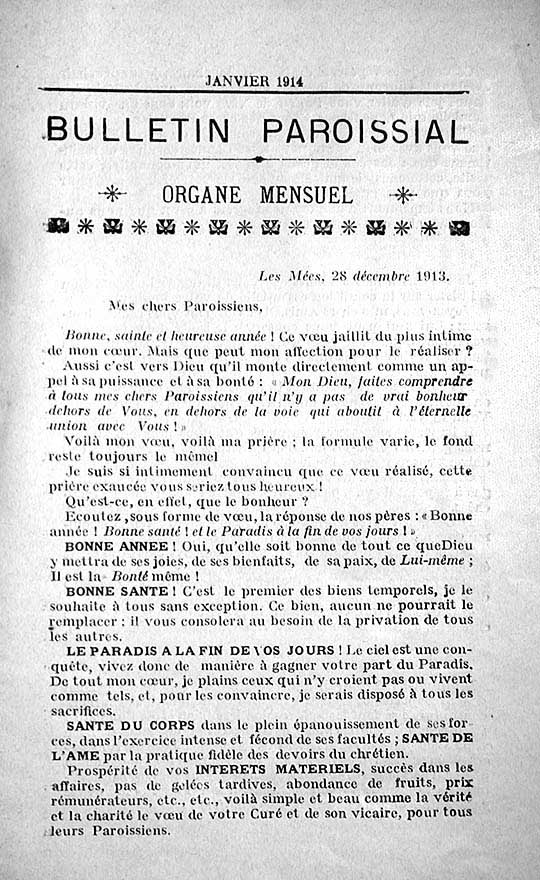 JANVIER 1914
BULLETIN PAROISSIAL
ORGANE MENSUEL
Les Mées, 28 décembre 1913.
Mes chers Paroissiens,
Bonne, sainte et heureuse année ! Ce vœu jaillit du plus intime
de mon cœur. Mais que peut mon affection pour le réaliser ?
Aussi c'est vers Dieu qu'il monte directement comme un ap-
pel à sa puissance et à sa bonté : « Mon Dieu, faites comprendre
à tous mes chers Paroissiens qu'il n'y a pas de vrai bonheur
dehors de Vous, en dehors de la voie qui aboutit à l'éternelle
union avec Vous ! »
Voilà mon vœu, voilà ma prière ; la formule varie, le fond
reste toujours le même!
Je suis si intimement convaincu que ce vœu réalisé, cette
prière exaucée vous seriez tous heureux !
Qu'est-ce, en effet, que le bonheur ?
Ecoutez ,sous forme de vœu, la réponse de nos pères : « Bonne
année ! Bonne santé ! et le Paradis à la fin de vos jours ! »
BONNE ANNEE ! Oui, qu'elle soit bonne de tout ce queDieu
y mettra de ses joies, de ses bienfaits, de sa paix, de Lui-même ;
Il est la Bonté même !
BONNE SANTE ! C'est le premier des biens temporels, je le
souhaite à tous sans exception. Ce bien, aucun ne pourrait le
remplacer ; il vous consolera au besoin de la privation de tous
les autres.
LE PARADIS A LA FIN DE VOS JOURS ! Le ciel est une con-
quête, vivez donc de manière à gagner votre part du Paradis.
De tout mon cœur, je plains ceux qui n'y croient pas ou vivent
comme tels, et, pour les convaincre, je serais disposé à tous les
sacrifices.
SANTE DU CORPS dans le plein épanouissement de ses for-
ces, dans l'exercice intense et fécond de ses facultés ; SANTE DE
L'AME par la pratique fidèle des devoirs du chrétien.
Prospérité de vos INTERETS MATERIELS, succès dans les
affaires, pas de gelées tardives, abondance de fruits, prix
rémunérateurs, etc., etc., voilà simple et beau comme la vérité
et la charité le vœu de votre Curé et de son vicaire, pour tous
leurs Paroissiens.